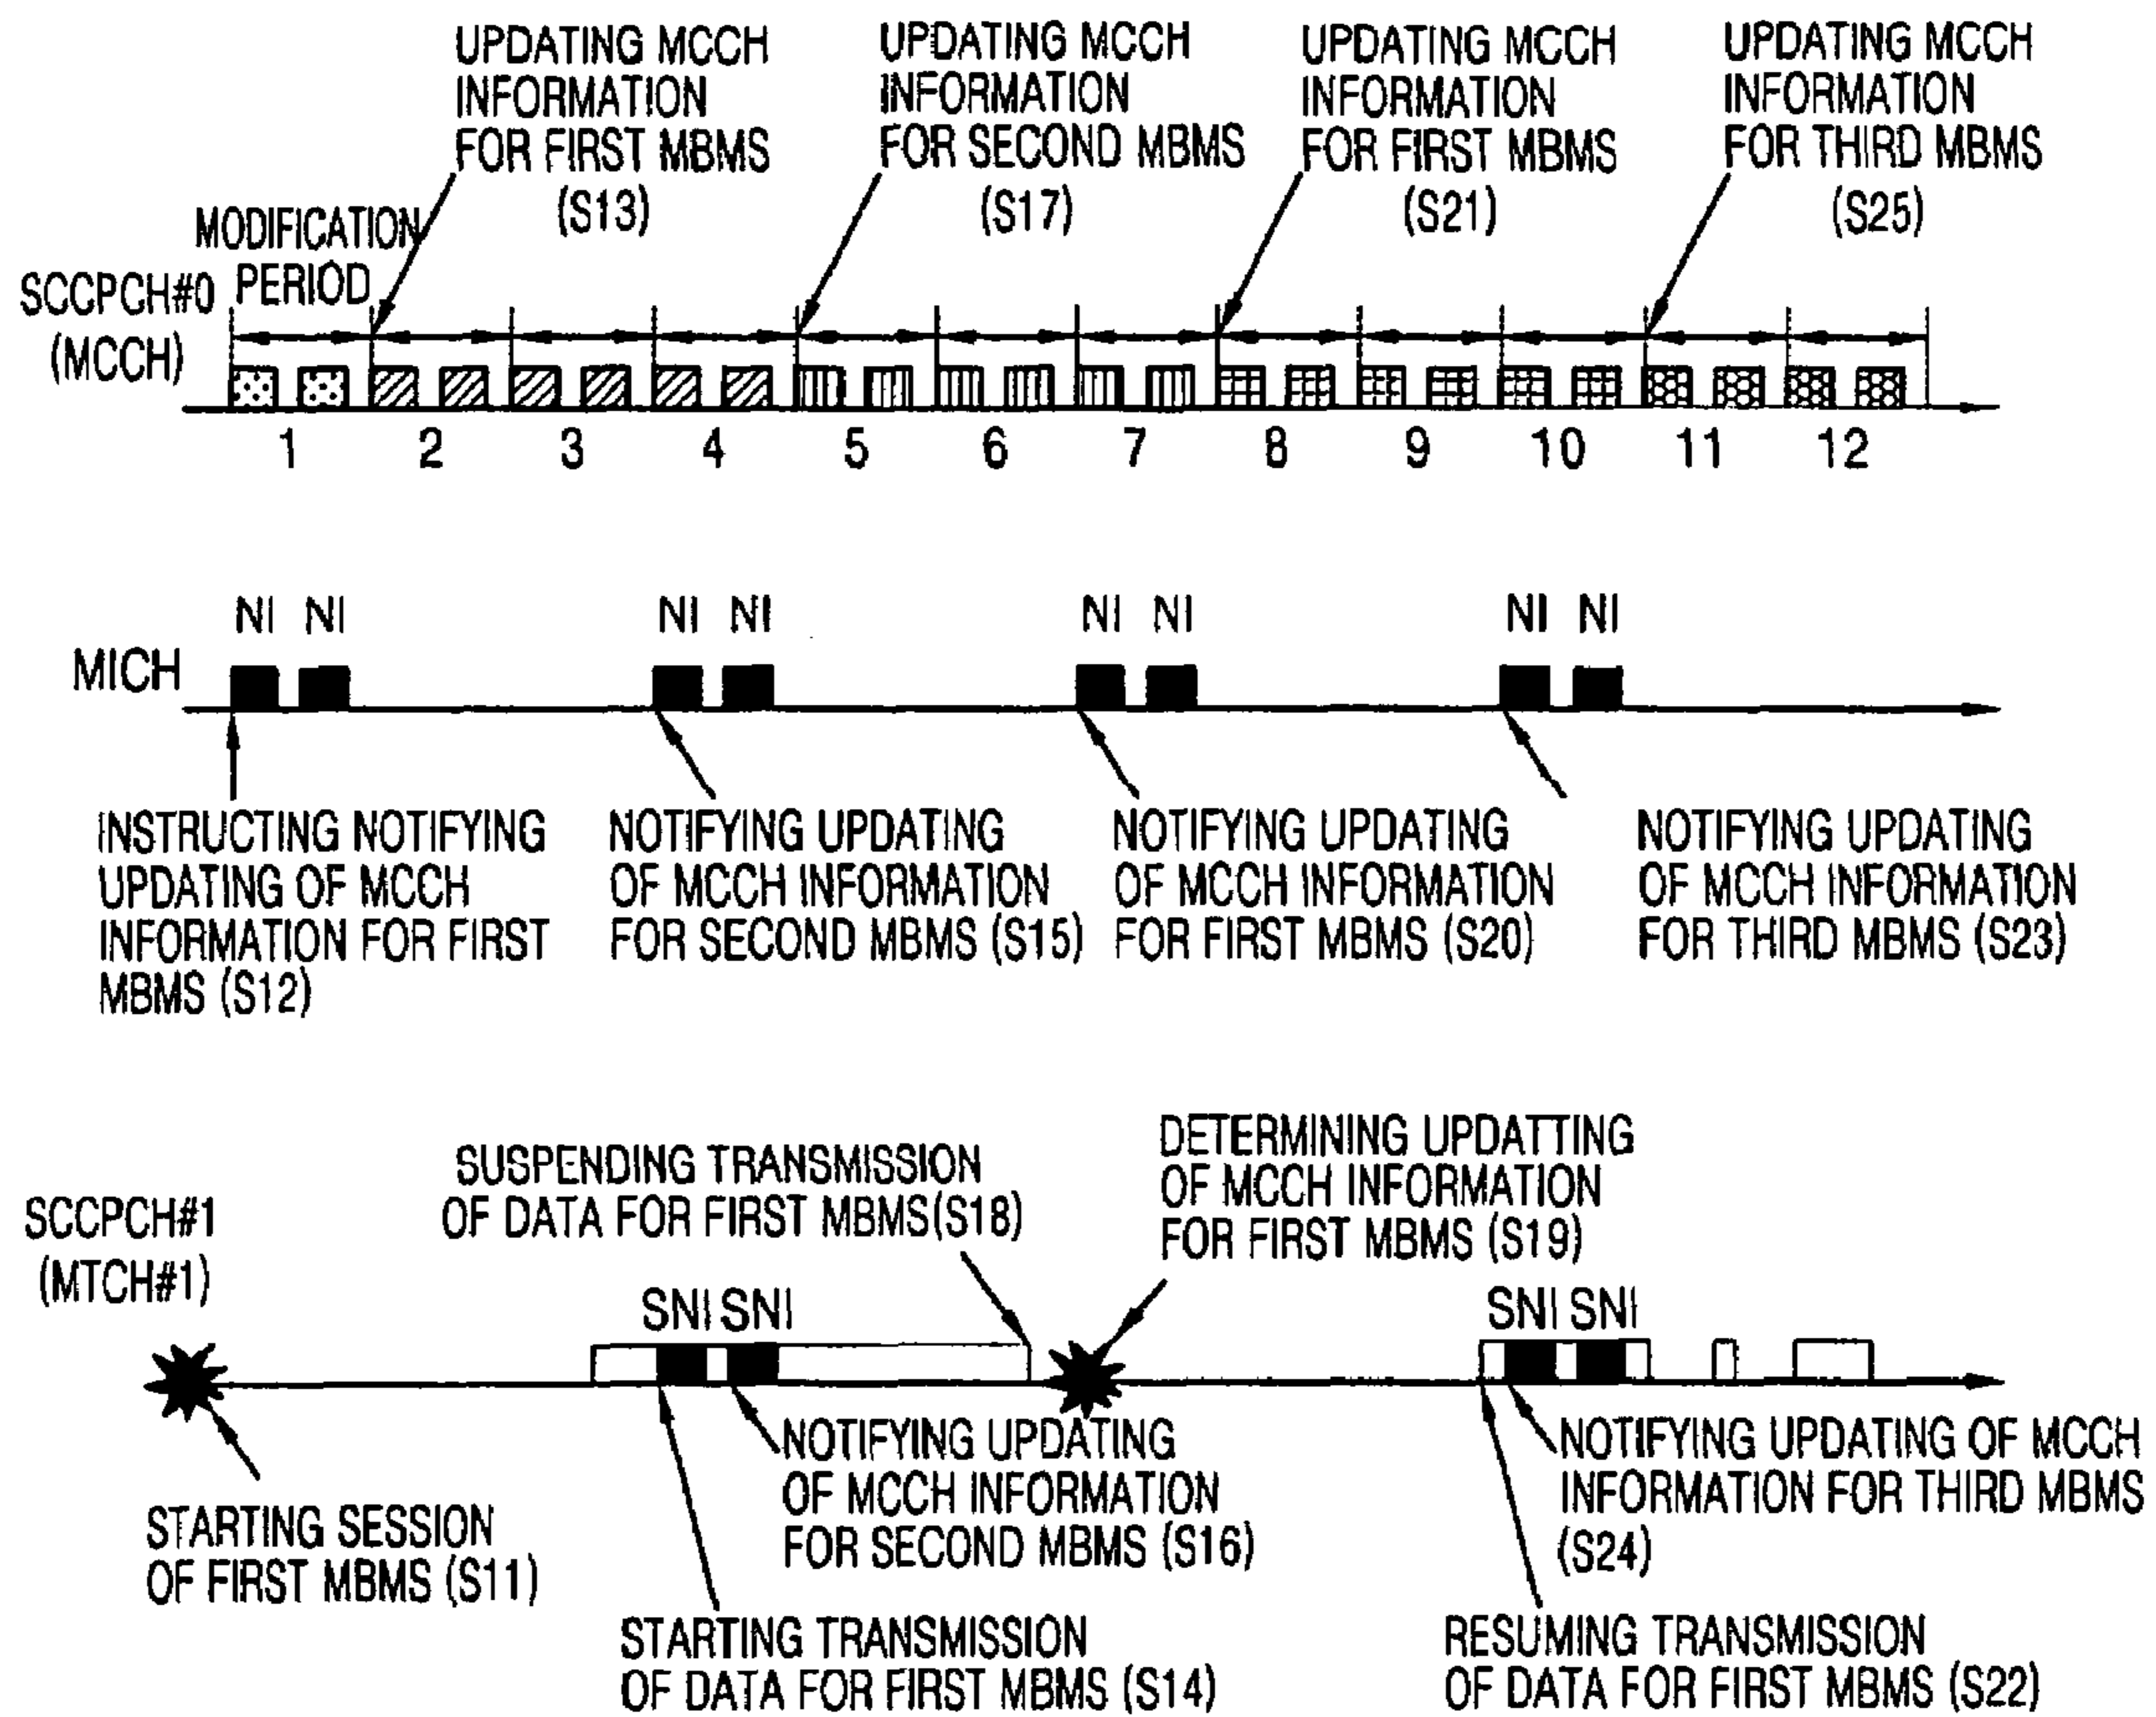 UPDATING MCCH
INFORMATION
FOR FIRST MBMS
(S13)
UPDATING MCCH
INFORMATION
FOR SECOND MBMS
(S17)
UPDATING MCCH
INFORMATION
FOR FIRST MBMS
(S21)
UPDATING MCCH
INFORMATION
FOR THIRD MBMS
(S25)
MODIFICATION
PERIOD
SCCPCH#0
(MCCH)
1 2 3 4 5 6 7 8 9 10 11 12
NI NI NI NI NI NI NI NI
MICH
INSTRUCTING NOTIFYING
UPDATING OF MCCH
INFORMATION FOR FIRST
MBMS (S12)
NOTIFYING UPDATING
OF MCCH INFORMATION
FOR SECOND MBMS (S15)
NOTIFYING UPDATING
OF MCCH INFORMATION
FOR FIRST MBMS (S20)
NOTIFYING UPDATING
OF MCCH INFORMATION
FOR THIRD MBMS (S23)
SUSPENDING TRANSMISSION
OF DATA FOR FIRST MBMS(S18)
DETERMINING UPDATTING
OF MCCH INFORMATION
FOR FIRST MBMS (S19)
SCCPCH#1
(MTCH#1)
SNI SNI
SNI SNI
STARTING SESSION
OF FIRST MBMS (S11)
NOTIFYING UPDATING
OF MCCH INFORMATION
FOR SECOND MBMS (S16)
NOTIFYING UPDATING OF MCCH
INFORMATION FOR THIRD MBMS
(S24)
STARTING TRANSMISSION
OF DATA FOR FIRST MBMS (S14)
RESUMING TRANSMISSION
OF DATA FOR FIRST MBMS (S22)